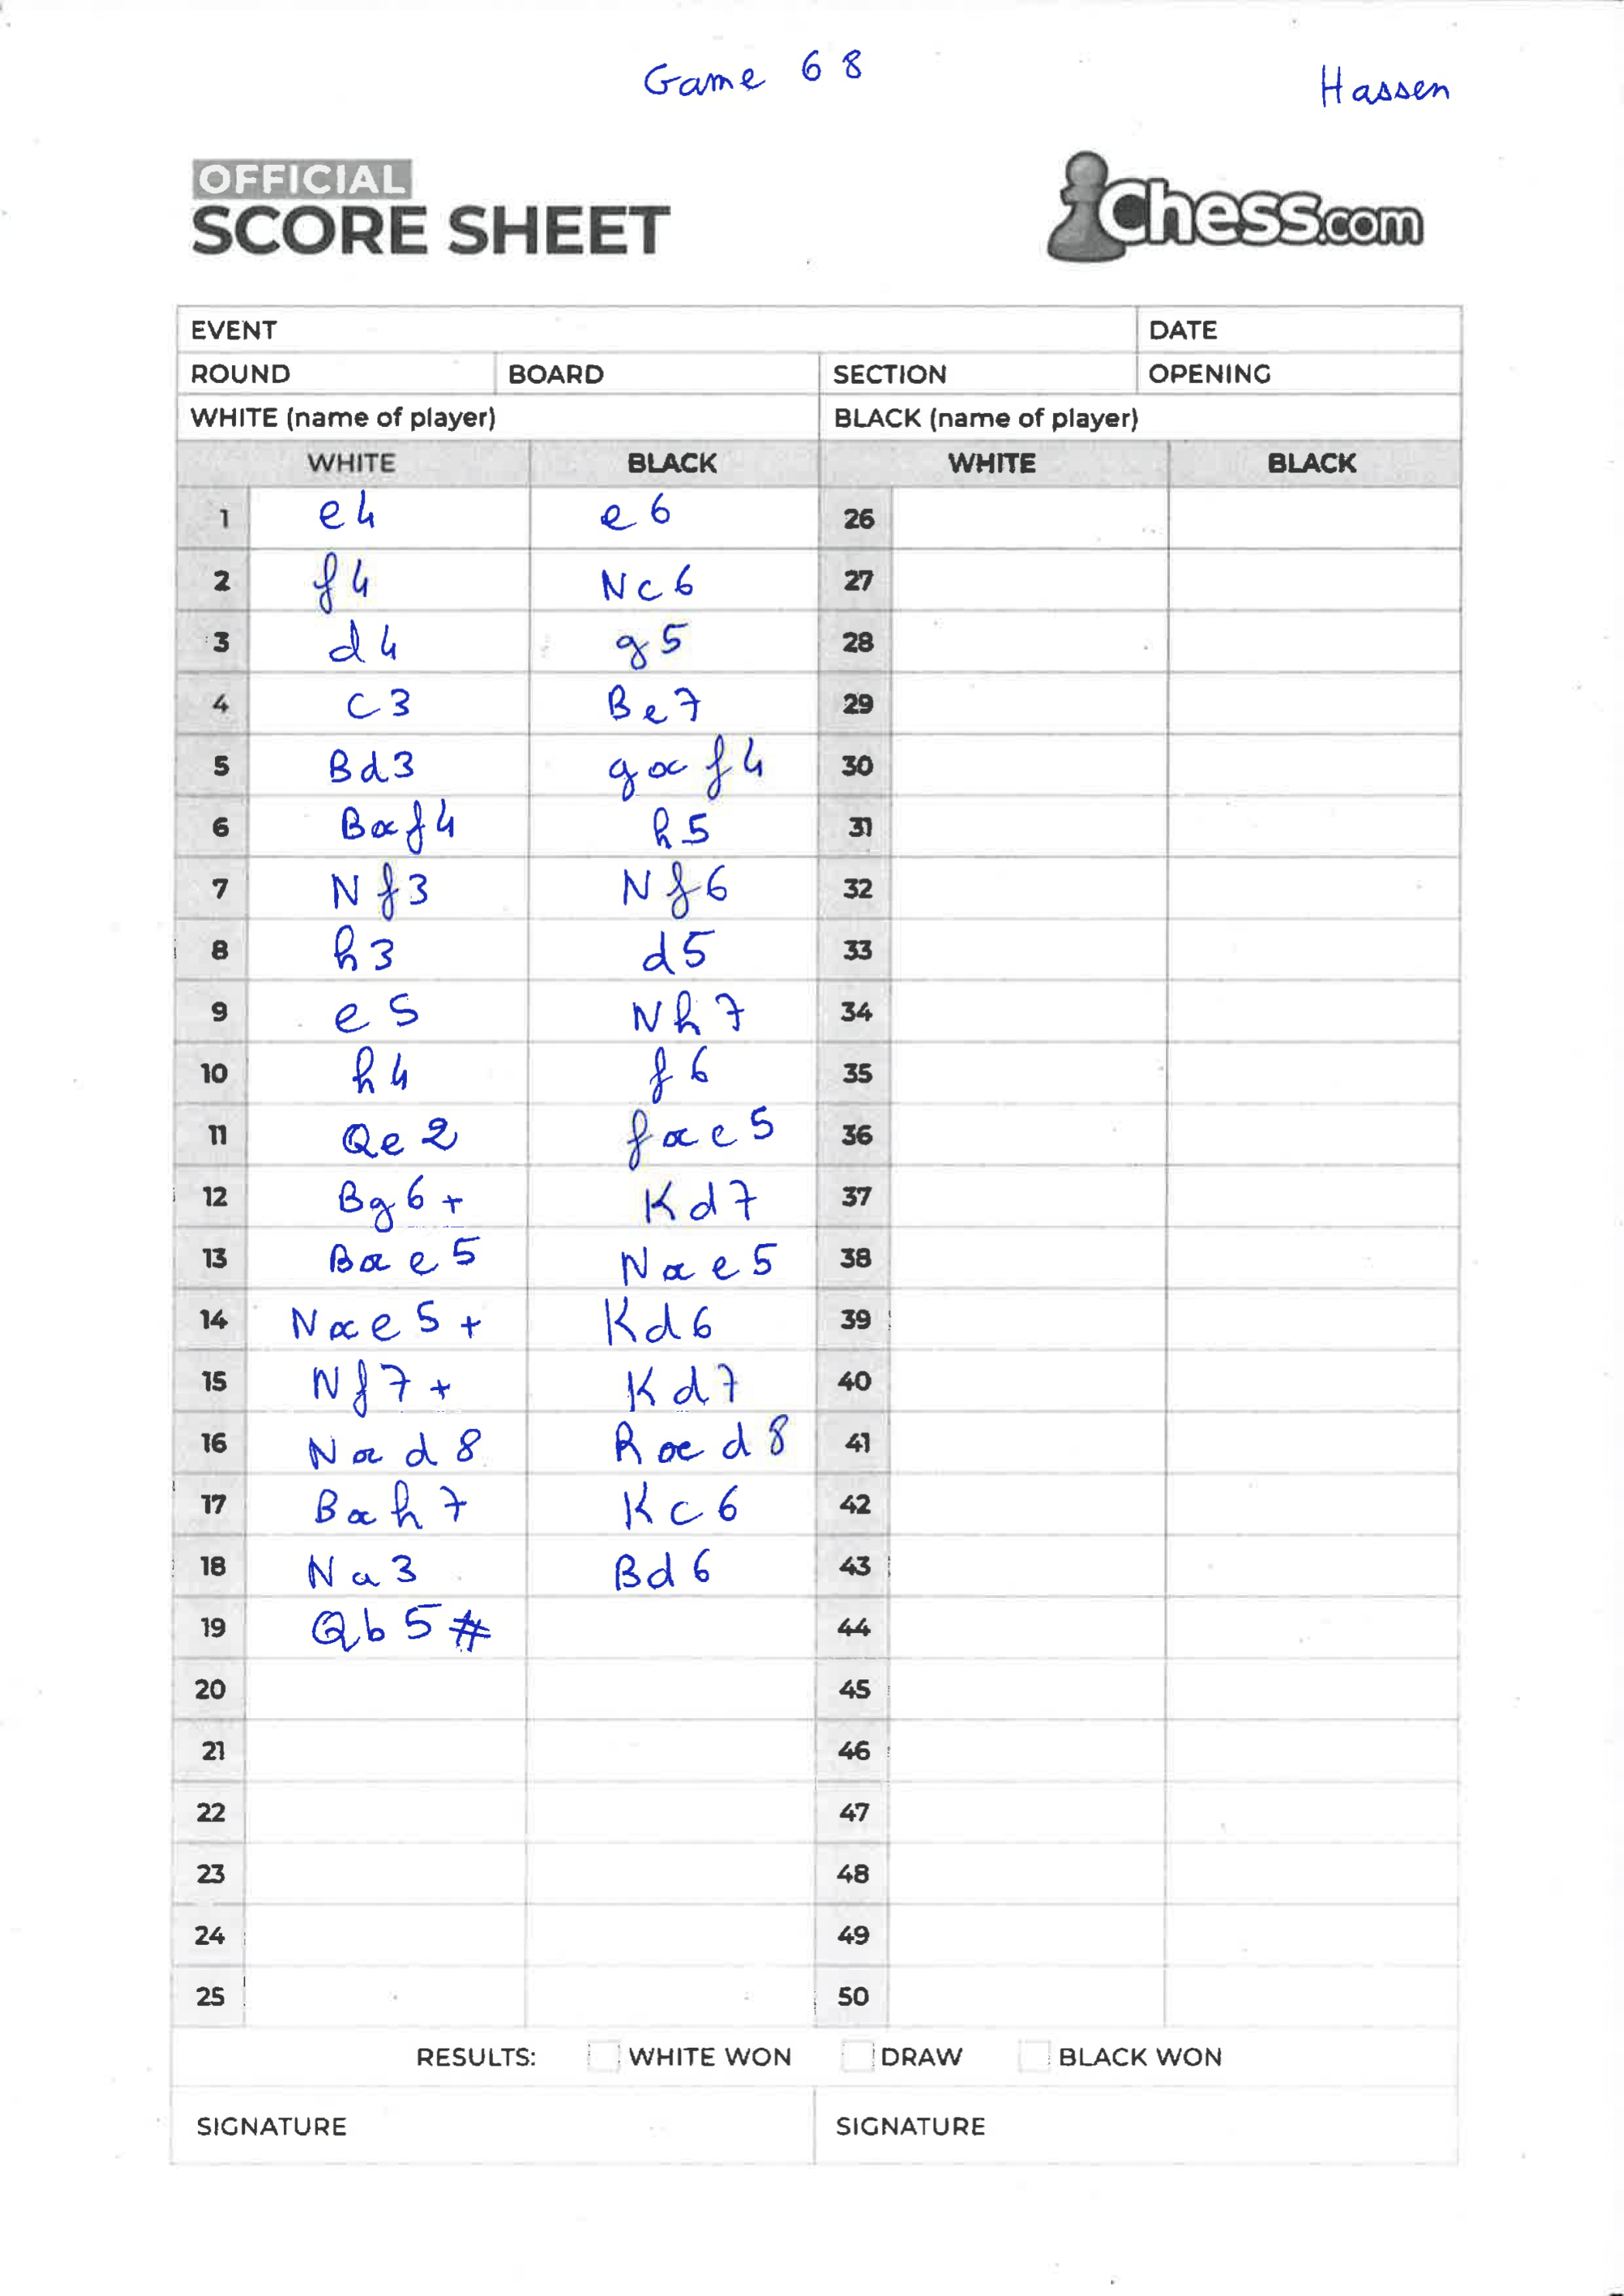 Game 68
Hassen
OFFICIAL
SCORE SHEET
Chess.com
EVENT DATE
ROUND BOARD SECTION OPENING
WHITE (name of player) BLACK (name of player)
WHITE BLACK WHITE BLACK
1 e4 e6 26
2 f4 Nc6 27
3 d4 g5 28
4 c3 Be7 29
5 Bd3 gxf4 30
6 Bxf4 h5 31
7 Nf3 Nf6 32
8 h3 d5 33
9 e5 Nh7 34
10 h4 f6 35
11 Qe2 fxe5 36
12 Bg6+ Kd7 37
13 Bxe5 Nxe5 38
14 Nxe5+ Kd6 39
15 Nf7+ Kd7 40
16 Nxd8 Rxd8 41
17 Bxh7 Kc6 42
18 Na3 Bd6 43
19 Qb5# 44
20 45
21 46
22 47
23 48
24 49
25 50
RESULTS: WHITE WON DRAW BLACK WON
SIGNATURE SIGNATURE